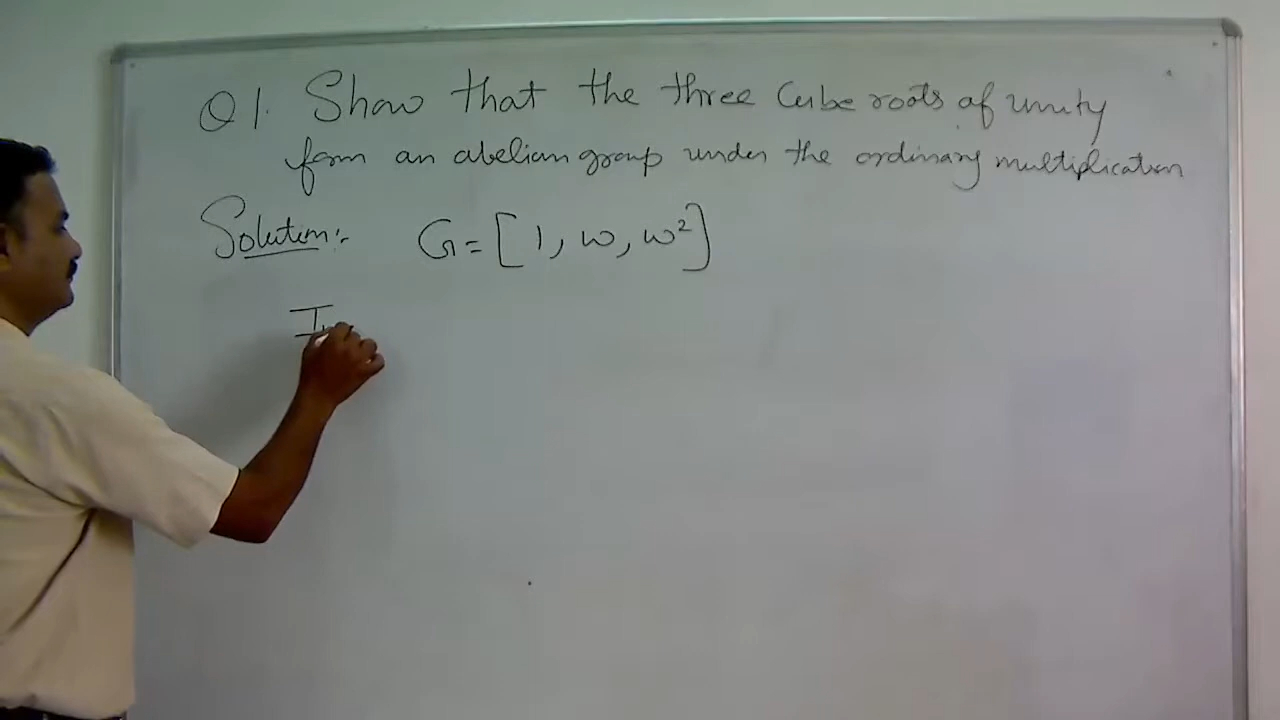 Q 1. Show that the three Cube roots of unity
form an abelian group under the ordinary multiplication
Solution:- G = [ 1, w, w² ]
I